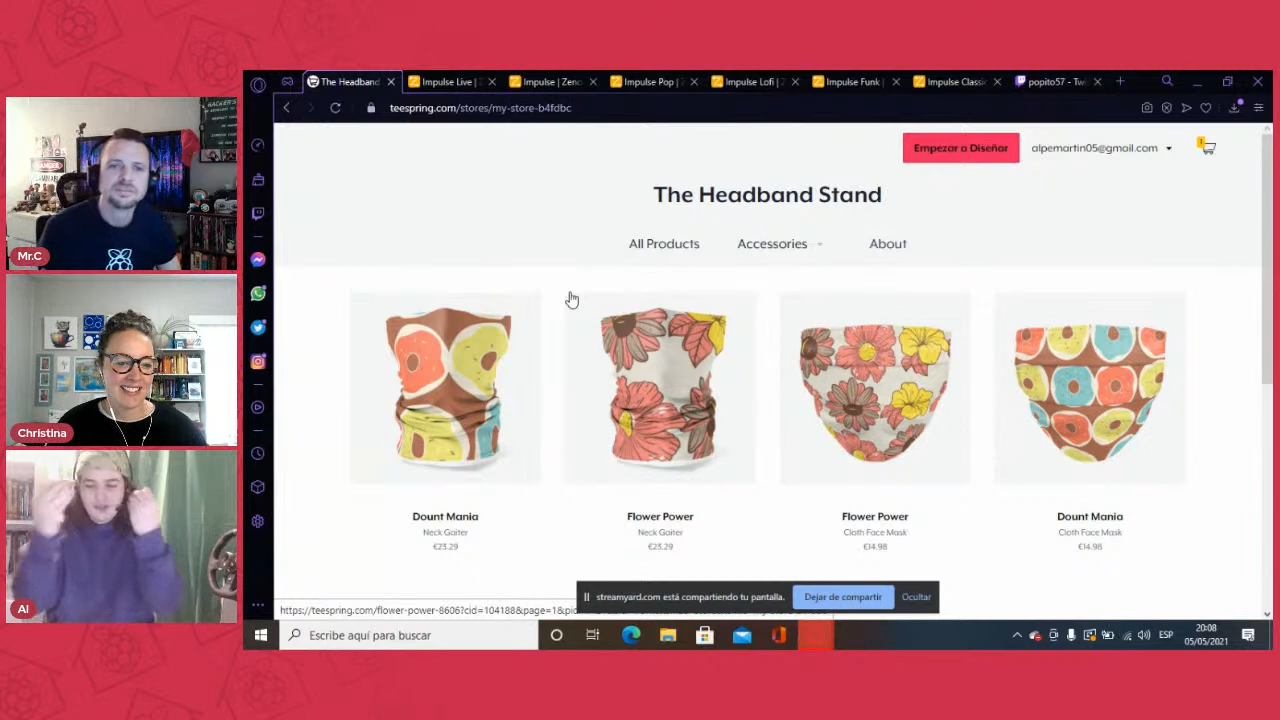 The Headband
Impulse Live | Z
Impulse | Zeno
Impulse Pop | Z
Impulse Lofi | Z
Impulse Funk |
Impulse Classic
popito57 - Tw
teespring.com/stores/my-store-b4fdbc
Empezar a Diseñar
alpemartin05@gmail.com
1
The Headband Stand
All Products
Accessories
About
DANGER
Mr.C
Christina
Al
Dount Mania
Neck Gaiter
€23.29
Flower Power
Neck Gaiter
€23.29
Flower Power
Cloth Face Mask
€14.98
Dount Mania
Cloth Face Mask
€14.98
streamyard.com está compartiendo tu pantalla.
Dejar de compartir
Ocultar
https://teespring.com/flower-power-8606?cid=104188&page=1&pi
Escribe aquí para buscar
ESP
20:08
05/05/2021